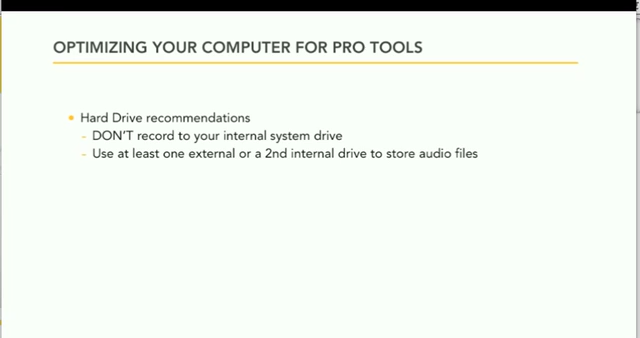 OPTIMIZING YOUR COMPUTER FOR PRO TOOLS
• Hard Drive recommendations
- DON'T record to your internal system drive
- Use at least one external or a 2nd internal drive to store audio files